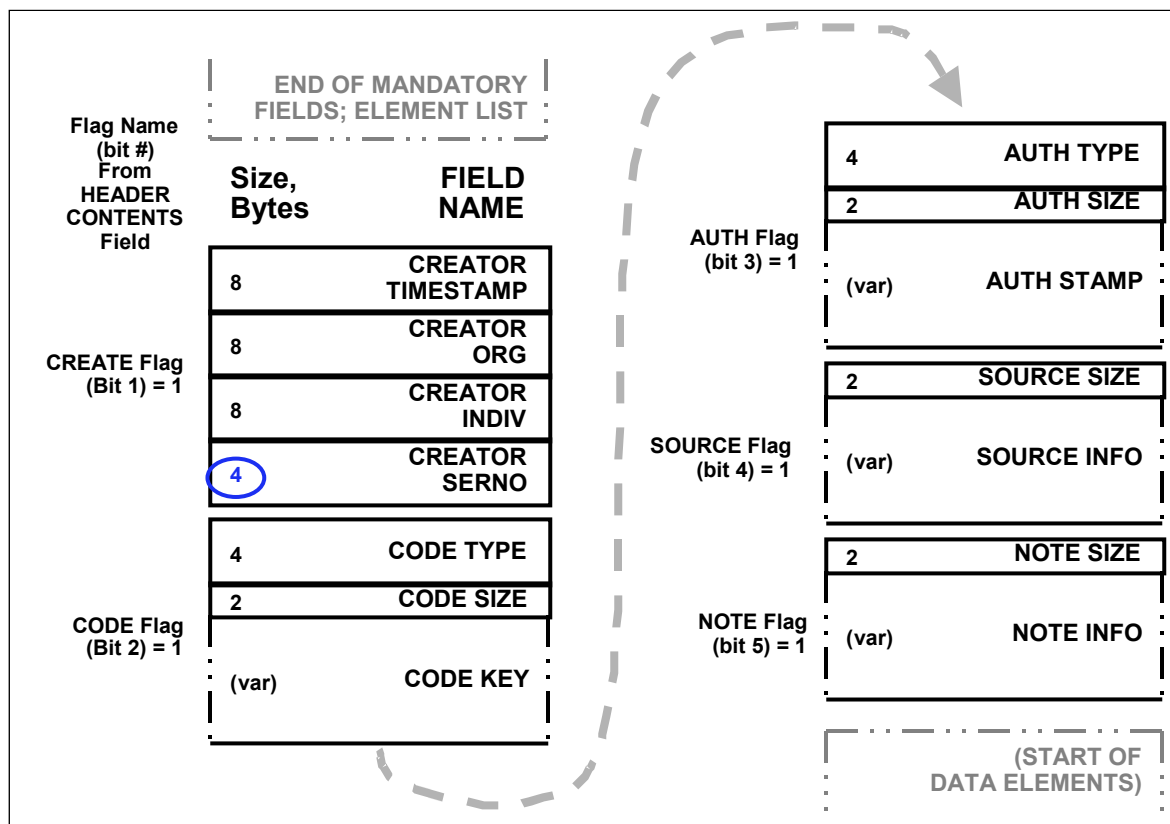 END OF MANDATORY
FIELDS; ELEMENT LIST
Flag Name
(bit #)
From
HEADER
CONTENTS
Field
Size,
Bytes
FIELD
NAME
CREATE Flag
(Bit 1) = 1
8
CREATOR
TIMESTAMP
8
CREATOR
ORG
8
CREATOR
INDIV
4
CREATOR
SERNO
CODE Flag
(Bit 2) = 1
4 CODE TYPE
2 CODE SIZE
(var) CODE KEY
AUTH Flag
(bit 3) = 1
4 AUTH TYPE
2 AUTH SIZE
(var) AUTH STAMP
SOURCE Flag
(bit 4) = 1
2 SOURCE SIZE
(var) SOURCE INFO
NOTE Flag
(bit 5) = 1
2 NOTE SIZE
(var) NOTE INFO
(START OF
DATA ELEMENTS)